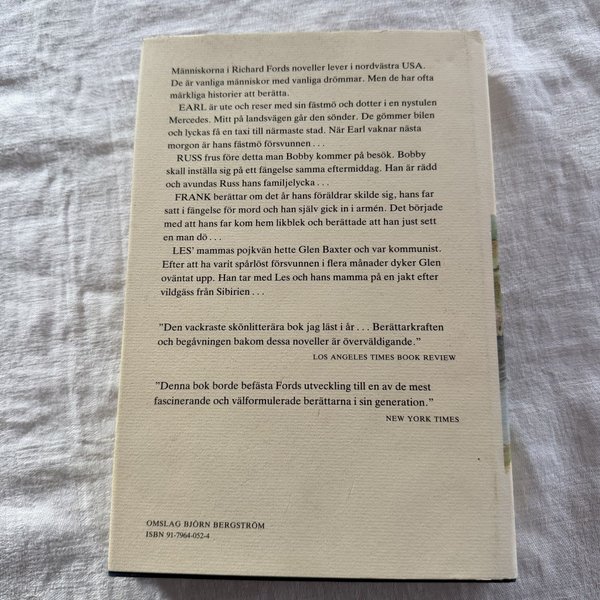 Människorna i Richard Fords noveller lever i nordvästra USA.
De är vanliga människor med vanliga drömmar. Men de har ofta
märkliga historier att berätta.
EARL är ute och reser med sin fästmö och dotter i en nystulen
Mercedes. Mitt på landsvägen går den sönder. De gömmer bilen
och lyckas få en taxi till närmaste stad. När Earl vaknar nästa
morgon är hans fästmö försvunnen . . .
RUSS frus före detta man Bobby kommer på besök. Bobby
skall inställa sig på ett fängelse samma eftermiddag. Han är rädd
och avundas Russ hans familjelycka . . .
FRANK berättar om det år hans föräldrar skilde sig, hans far
satt i fängelse för mord och han själv gick in i armén. Det började
med att hans far kom hem likblek och berättade att han just sett
en man dö . . .
LES' mammas pojkvän hette Glen Baxter och var kommunist.
Efter att ha varit spårlöst försvunnen i flera månader dyker Glen
oväntat upp. Han tar med Les och hans mamma på en jakt efter
vildgäss från Sibirien . . .
”Den vackraste skönlitterära bok jag läst i år . . . Berättarkraften
och begåvningen bakom dessa noveller är överväldigande.”
LOS ANGELES TIMES BOOK REVIEW
”Denna bok borde befästa Fords utveckling till en av de mest
fascinerande och välformulerade berättarna i sin generation.”
NEW YORK TIMES
OMSLAG BJÖRN BERGSTRÖM
ISBN 91-7964-052-4